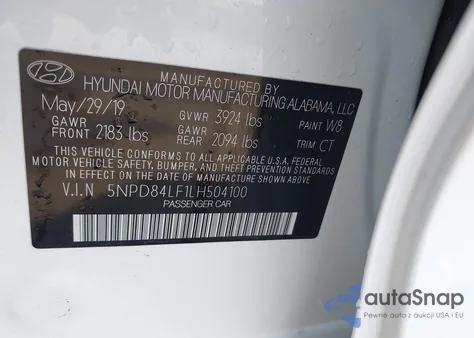 MANUFACTURED BY
HYUNDAI MOTOR MANUFACTURING ALABAMA, LLC
May/29/19 GVWR 3924 lbs PAINT W8
GAWR FRONT 2183 lbs GAWR REAR 2094 lbs TRIM CT
THIS VEHICLE CONFORMS TO ALL APPLICABLE U.S.A. FEDERAL
MOTOR VEHICLE SAFETY, BUMPER, AND THEFT PREVENTION STANDARDS
IN EFFECT ON THE DATE OF MANUFACTURE SHOWN ABOVE.
V.I.N 5NPD84LF1LH504100
PASSENGER CAR
autoSnap
Pewne auta z aukcji USA i EU